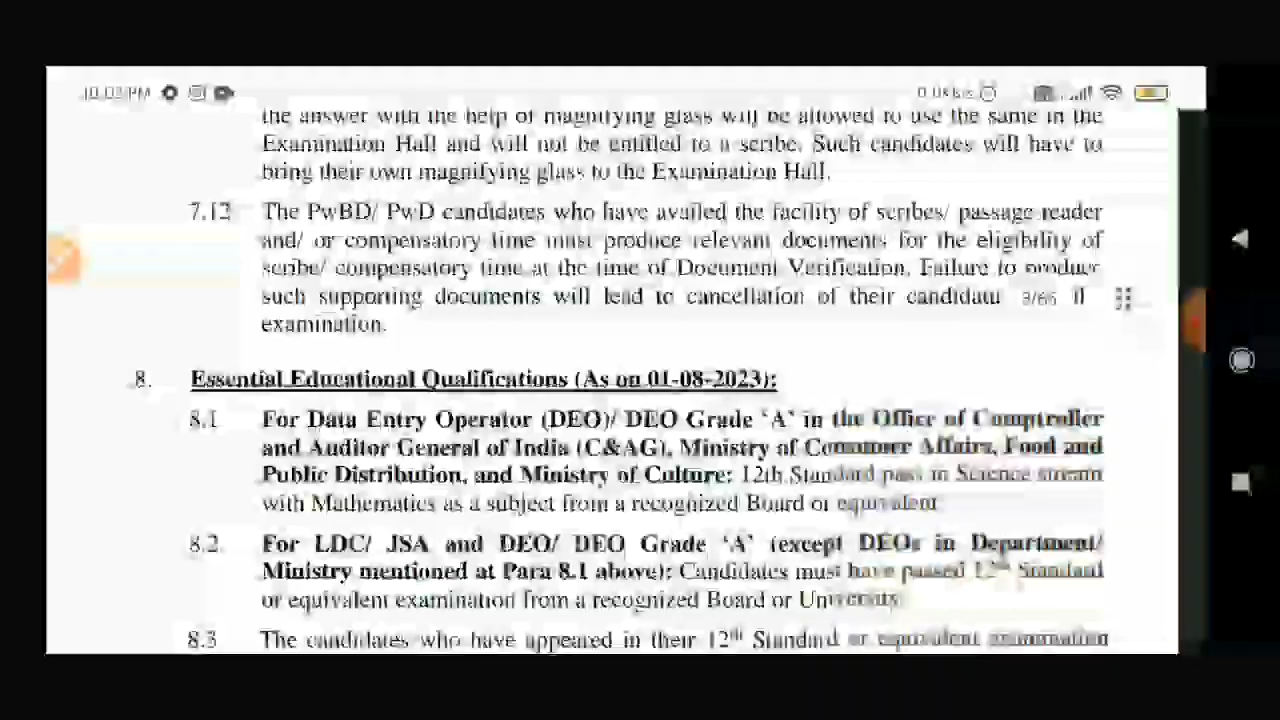 10:03 PM
the answer with the help of magnifying glass will be allowed to use the same in the
Examination Hall and will not be entitled to a scribe. Such candidates will have to
bring their own magnifying glass to the Examination Hall.
7.12 The PwBD/ PwD candidates who have availed the facility of scribes/ passage reader
and/ or compensatory time must produce relevant documents for the eligibility of
scribe/ compensatory time at the time of Document Verification. Failure to produce
such supporting documents will lead to cancellation of their 3/66
examination.
8. Essential Educational Qualifications (As on 01-08-2023):
8.1 For Data Entry Operator (DEO)/ DEO Grade ‘A’ in the Office of Comptroller
and Auditor General of India (C&AG), Ministry of Consumer Affairs, Food and
Public Distribution, and Ministry of Culture: 12th Standard pass in Science stream
with Mathematics as a subject from a recognized Board or equivalent
8.2 For LDC/ JSA and DEO/ DEO Grade ‘A’ (except DEOs in Department/
Ministry mentioned at Para 8.1 above): Candidates must have passed 12th Standard
or equivalent examination from a recognized Board or University
8.3 The candidates who have appeared in their 12th Standard or equivalent examination